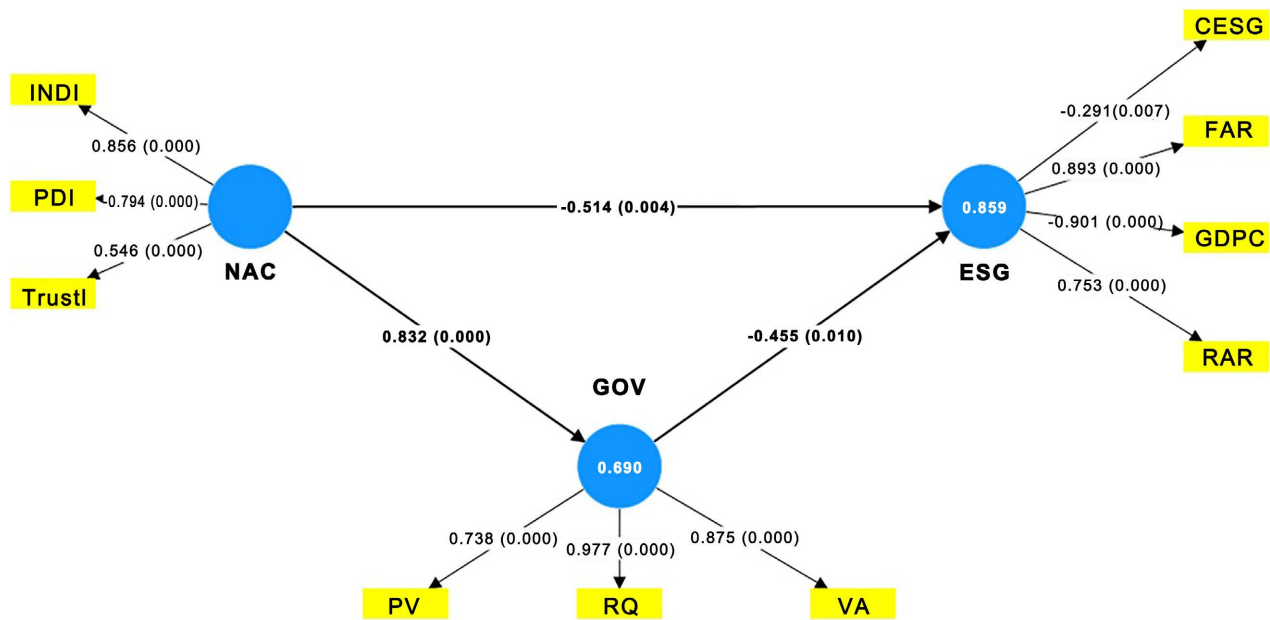 CESG
INDI
-0.291(0.007)
FAR
0.856 (0.000)
0.893 (0.000)
PDI
-0.794 (0.000)
-0.514 (0.004)
0.859
-0.901 (0.000)
GDPC
0.546 (0.000)
NAC
ESG
TrustI
0.753 (0.000)
0.832 (0.000)
-0.455 (0.010)
RAR
GOV
0.690
0.738 (0.000)
0.977 (0.000)
0.875 (0.000)
PV
RQ
VA